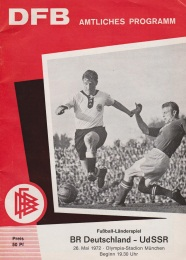 DFB
AMTLICHES PROGRAMM
DFB
Fußball-Länderspiel
BR Deutschland - UdSSR
26. Mai 1972 · Olympia-Stadion München
Beginn 19.30 Uhr
Preis
50 Pf